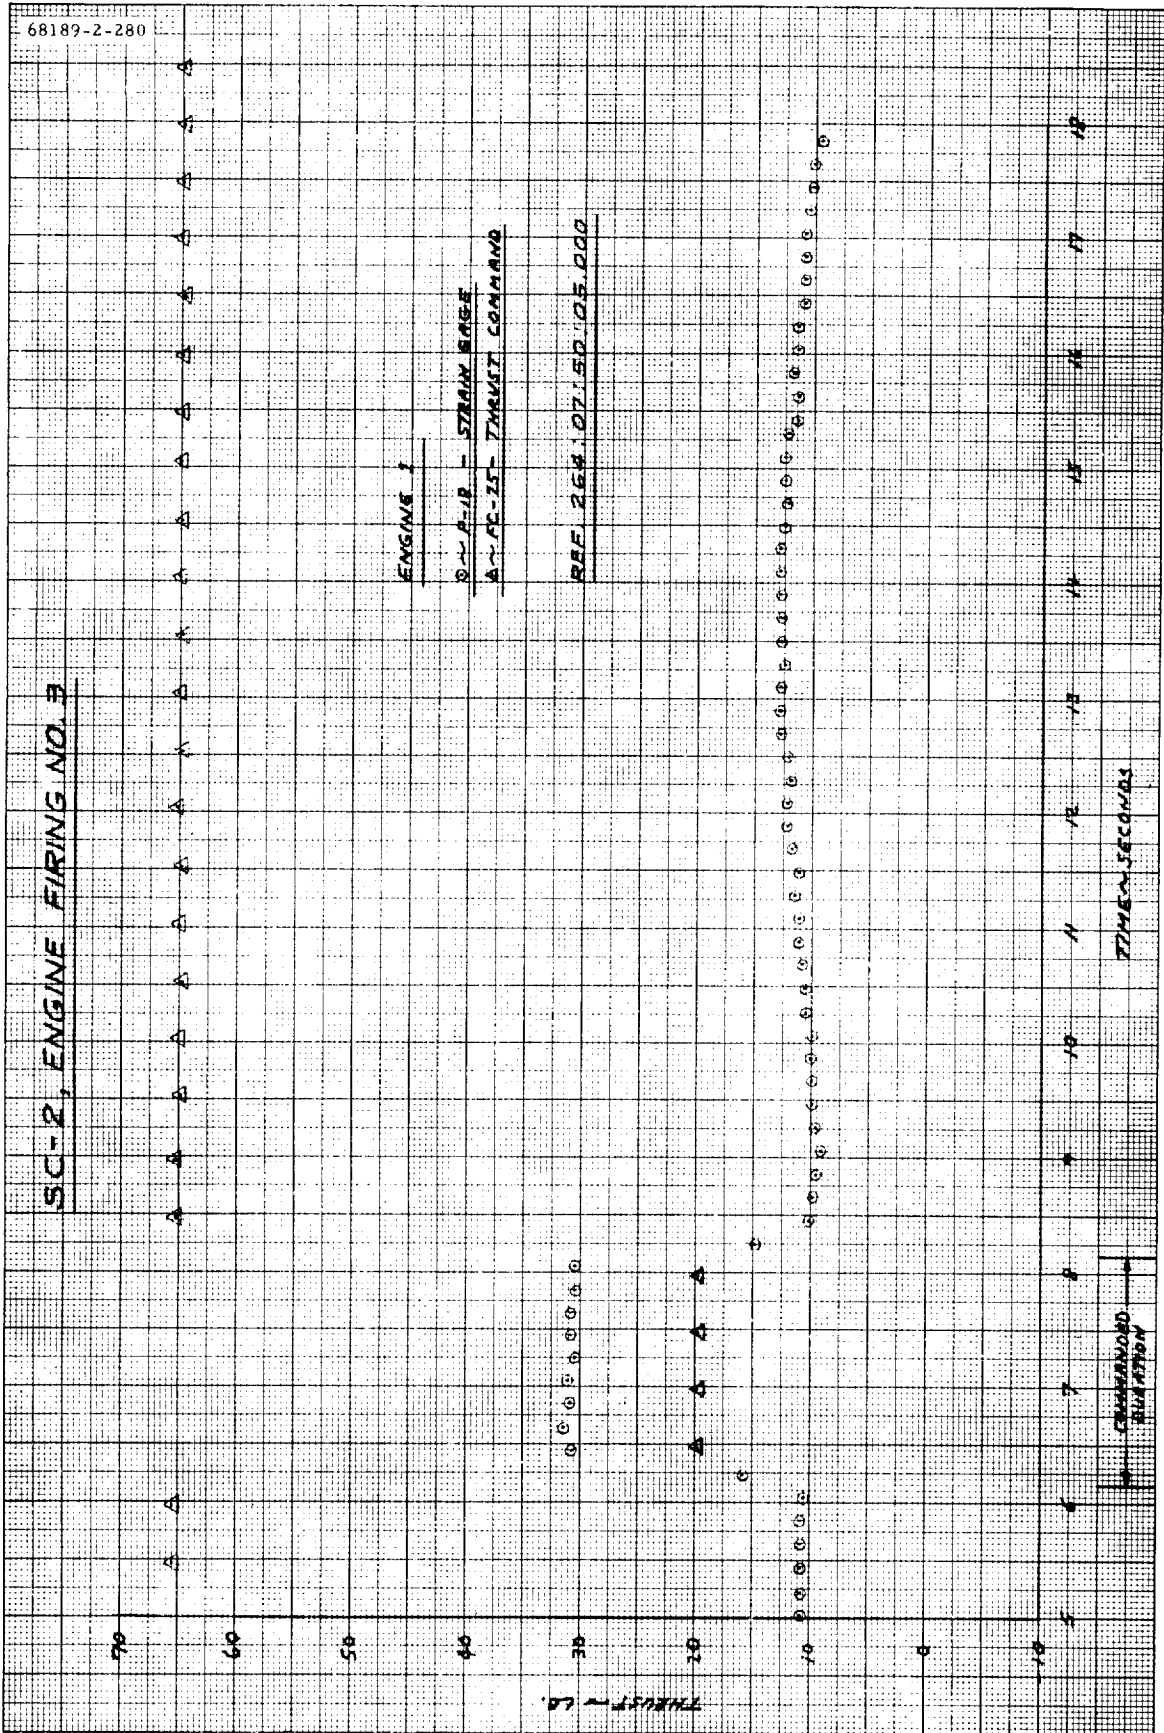 68189-2-280
SC-2, ENGINE FIRING NO. 3
ENGINE 1
⊙ ~ P-18 - STRAIN GAGE
△ ~ FC-25 - THRUST COMMAND
REF. 264:07:50:05.000
THRUST ~ LB.
70
60
50
40
30
20
10
0
-10
5
6
7
8
9
10
11
12
13
14
15
16
17
18
TIME ~ SECONDS
COMMANDED
DURATION